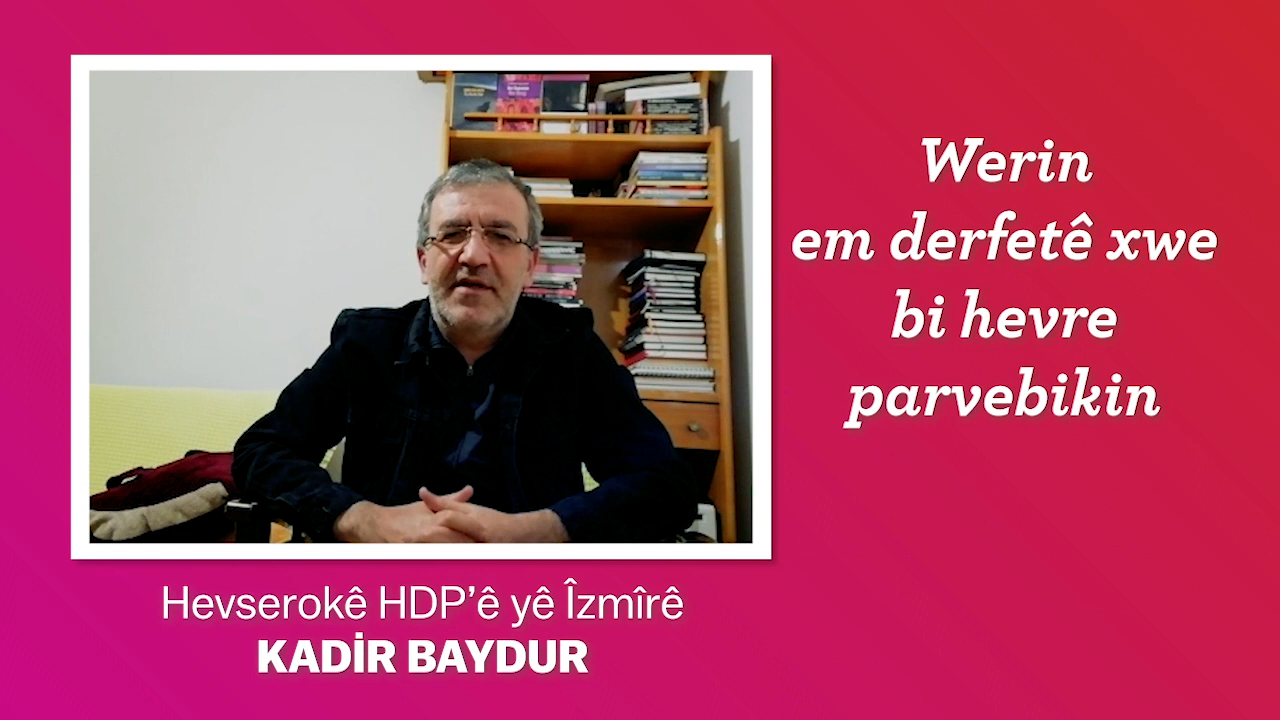 Werin
em derfetê xwe
bi hevre
parvebikin
Hevserokê HDP'ê yê Îzmîrê
KADİR BAYDUR